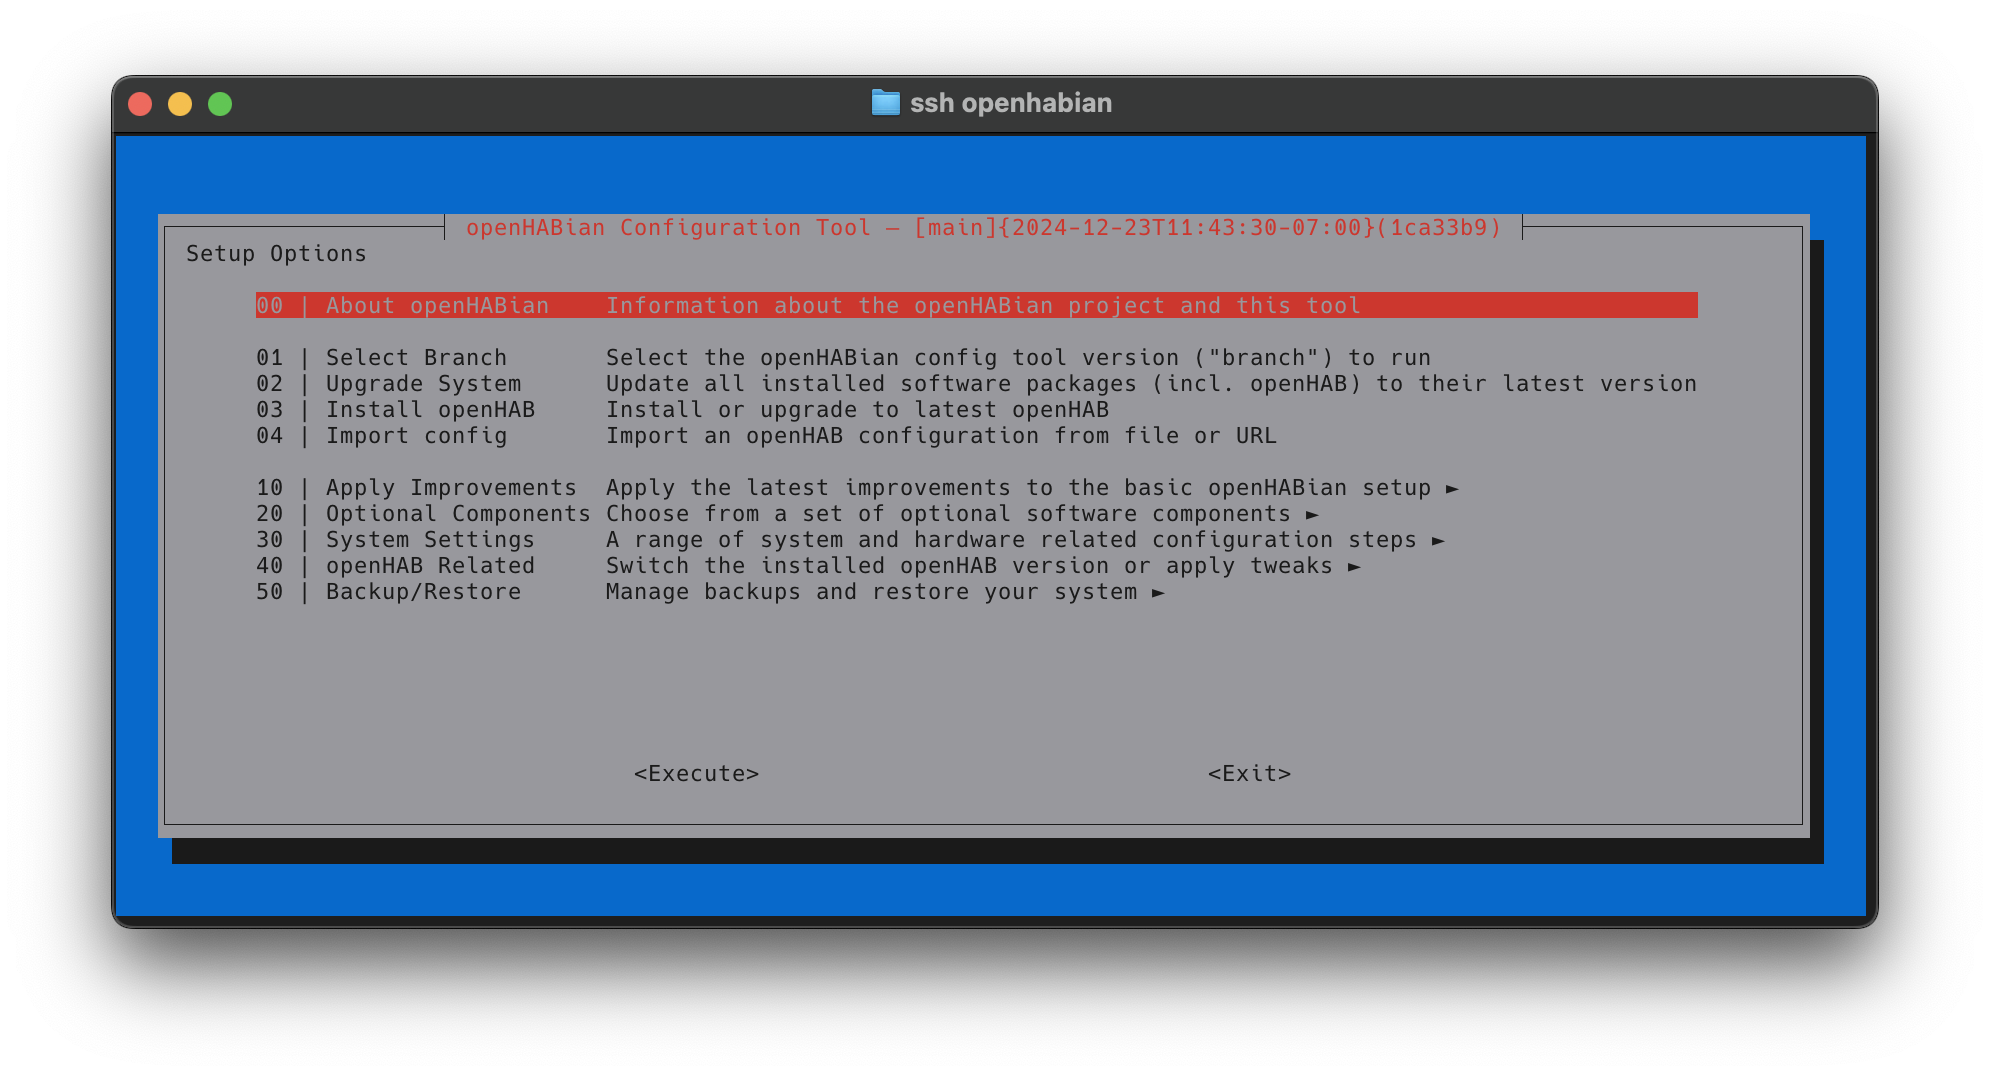 ssh openhabian
openHABian Configuration Tool — [main]{2024-12-23T11:43:30-07:00}(1ca33b9)
Setup Options
00 | About openHABian    Information about the openHABian project and this tool
01 | Select Branch       Select the openHABian config tool version ("branch") to run
02 | Upgrade System      Update all installed software packages (incl. openHAB) to their latest version
03 | Install openHAB     Install or upgrade to latest openHAB
04 | Import config       Import an openHAB configuration from file or URL
10 | Apply Improvements  Apply the latest improvements to the basic openHABian setup ►
20 | Optional Components Choose from a set of optional software components ►
30 | System Settings     A range of system and hardware related configuration steps ►
40 | openHAB Related     Switch the installed openHAB version or apply tweaks ►
50 | Backup/Restore      Manage backups and restore your system ►
<Execute> <Exit>